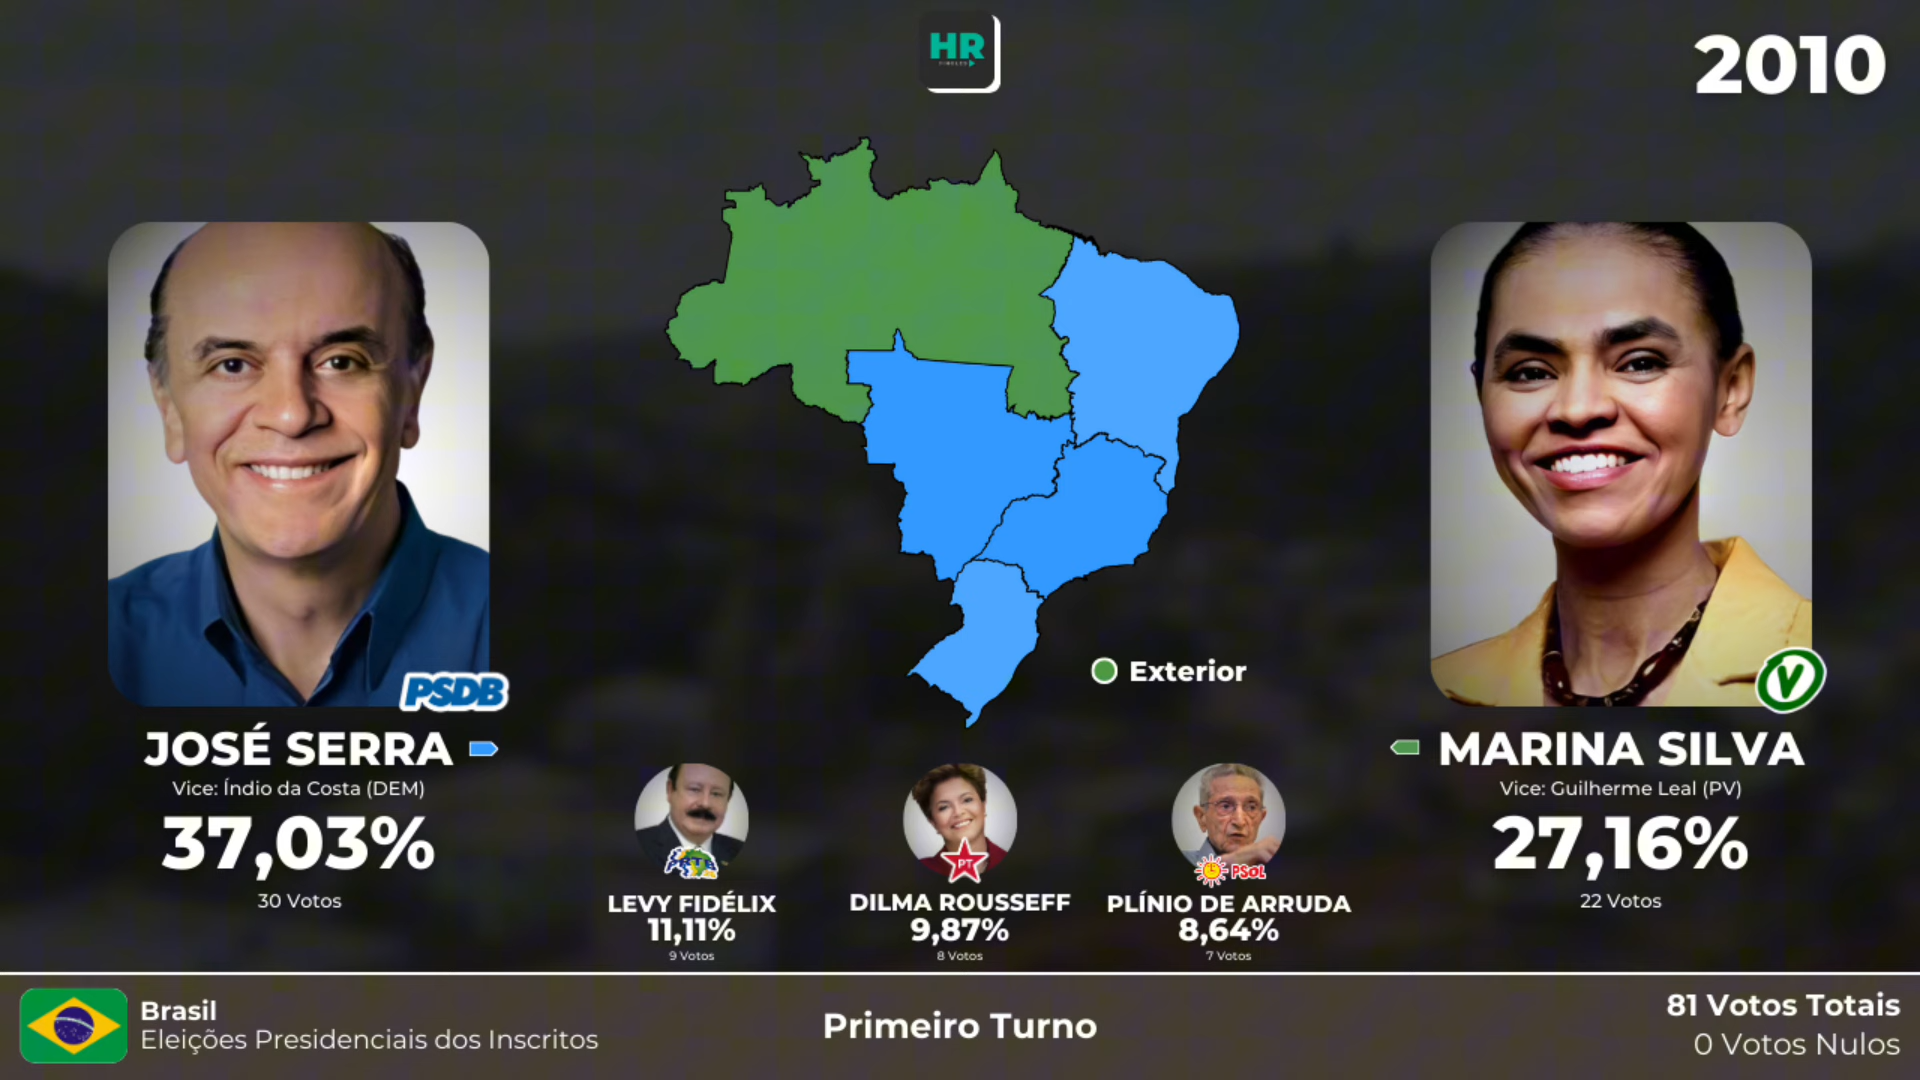 HR
2010
Exterior
PSDB
V
JOSÉ SERRA
Vice: Índio da Costa (DEM)
37,03%
30 Votos
MARINA SILVA
Vice: Guilherme Leal (PV)
27,16%
22 Votos
PRTB
PT
PSOL
LEVY FIDÉLIX
11,11%
9 Votos
DILMA ROUSSEFF
9,87%
8 Votos
PLÍNIO DE ARRUDA
8,64%
7 Votos
Brasil
Eleições Presidenciais dos Inscritos
Primeiro Turno
81 Votos Totais
0 Votos Nulos